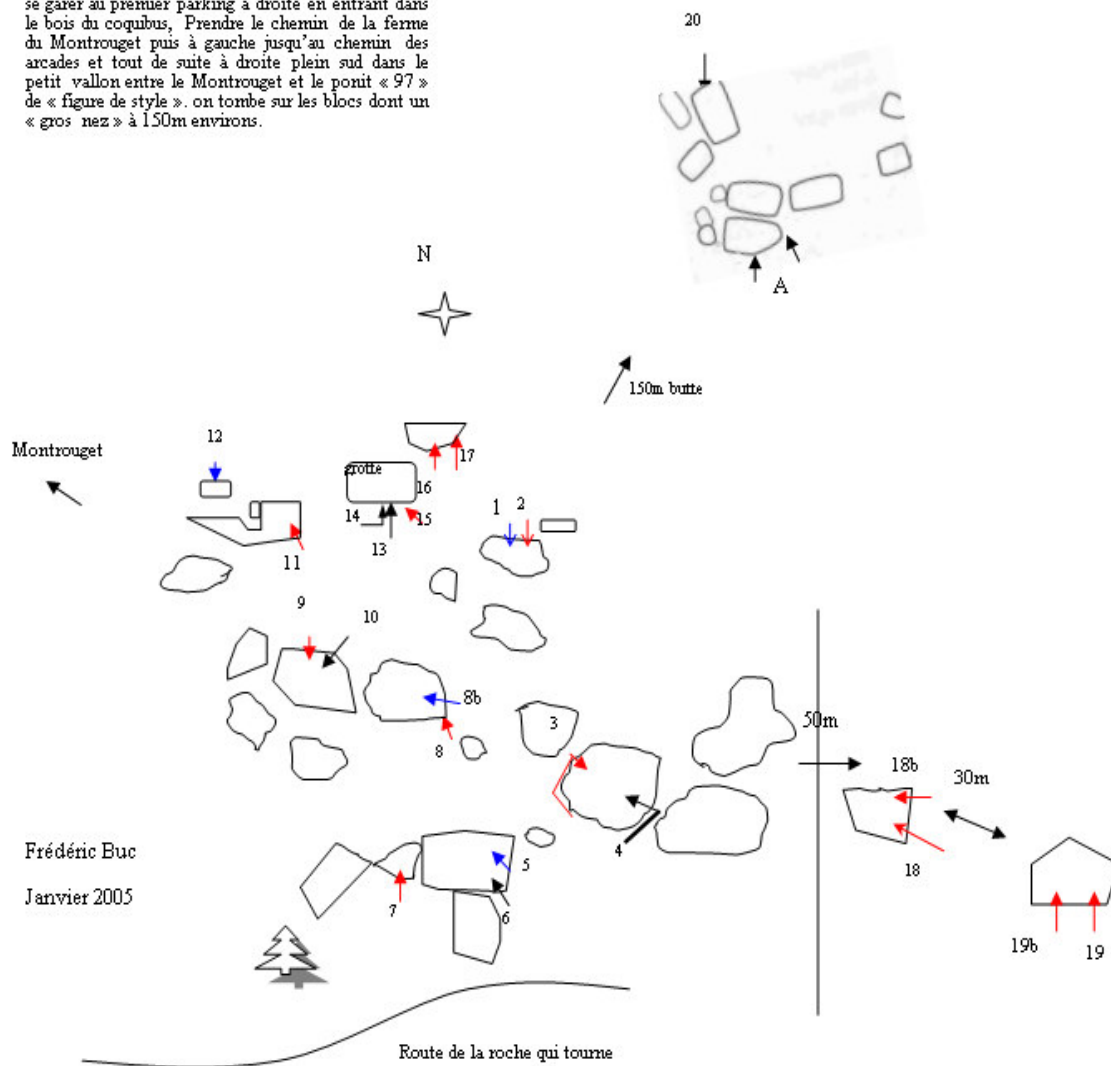 se garer au premier parking à droite en entrant dans
le bois du coquibus, Prendre le chemin de la ferme
du Montrouget puis à gauche jusqu'au chemin des
arcades et tout de suite à droite plein sud dans le
petit vallon entre le Montrouget et le ponit « 97 »
de « figure de style ». on tombe sur les blocs dont un
« gros nez » à 150m environs.
20
A
N
150m butte
Montrouget
12
17
grotte
16
14
15
1
2
13
11
9
10
8b
3
8
50m
18b
30m
4
18
Frédéric Buc
5
Janvier 2005
7
6
19b
19
Route de la roche qui tourne